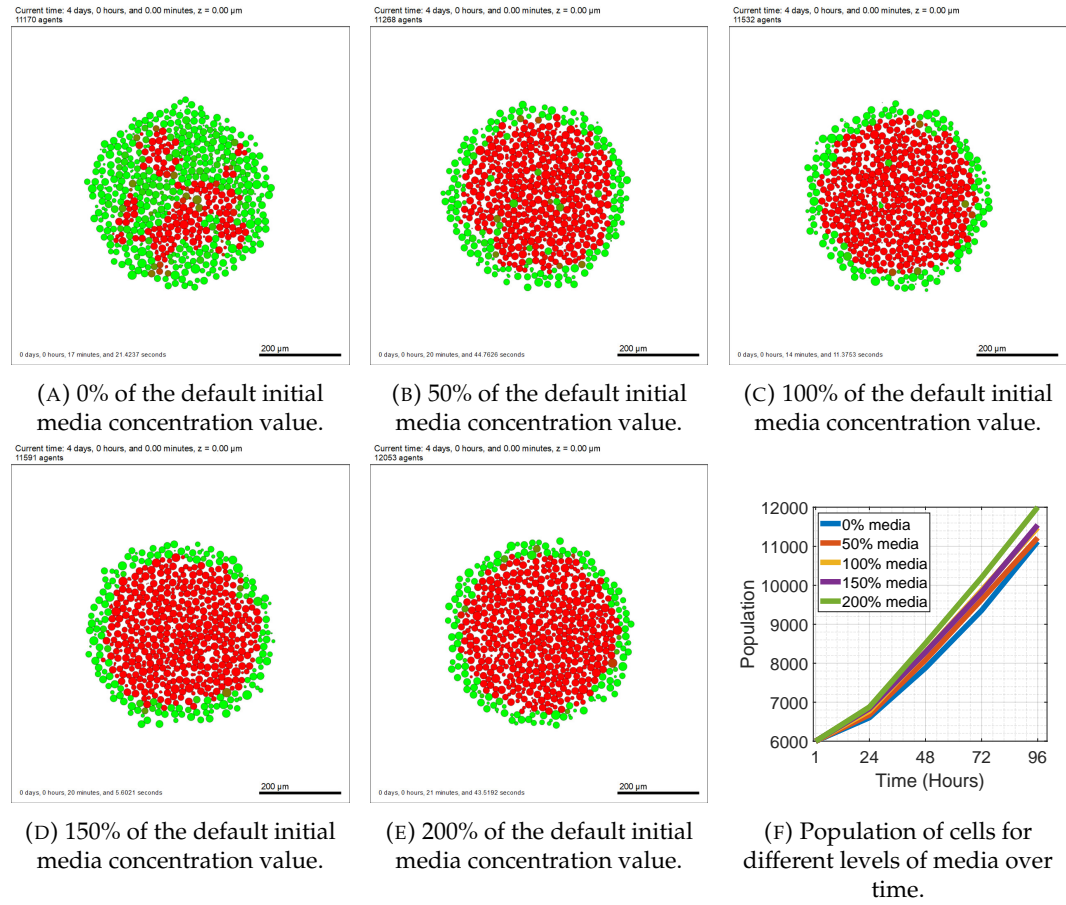 Current time: 4 days, 0 hours, and 0.00 minutes, z = 0.00 µm
11170 agents
200 µm
0 days, 0 hours, 17 minutes, and 21.4237 seconds
(A) 0% of the default initial
media concentration value.
Current time: 4 days, 0 hours, and 0.00 minutes, z = 0.00 µm
11268 agents
200 µm
0 days, 0 hours, 20 minutes, and 44.7626 seconds
(B) 50% of the default initial
media concentration value.
Current time: 4 days, 0 hours, and 0.00 minutes, z = 0.00 µm
11532 agents
200 µm
0 days, 0 hours, 14 minutes, and 11.3753 seconds
(C) 100% of the default initial
media concentration value.
Current time: 4 days, 0 hours, and 0.00 minutes, z = 0.00 µm
11591 agents
200 µm
0 days, 0 hours, 20 minutes, and 5.6021 seconds
(D) 150% of the default initial
media concentration value.
Current time: 4 days, 0 hours, and 0.00 minutes, z = 0.00 µm
12053 agents
200 µm
0 days, 0 hours, 21 minutes, and 43.5192 seconds
(E) 200% of the default initial
media concentration value.
12000
11000
10000
9000
8000
7000
6000
Population
0% media
50% media
100% media
150% media
200% media
1 24 48 72 96
Time (Hours)
(F) Population of cells for
different levels of media over
time.